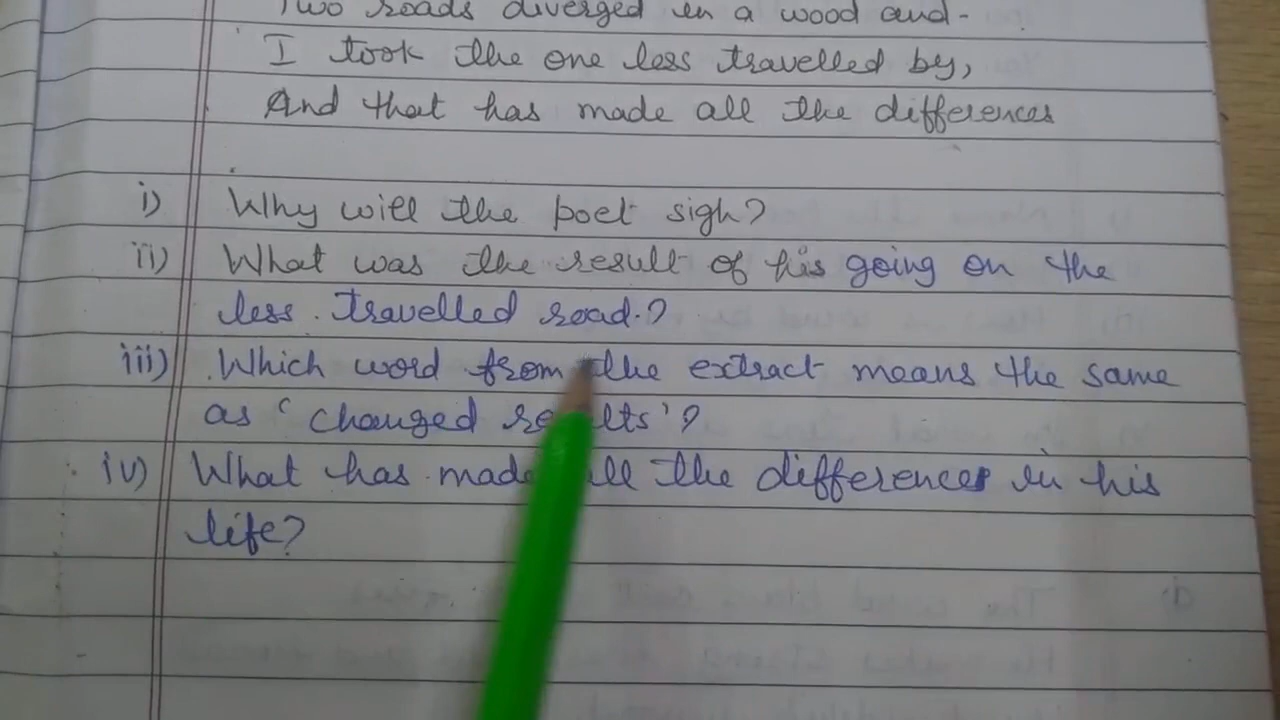 Two roads diverged in a wood and-
I took the one less travelled by,
And that has made all the differences
i) Why will the poet sigh?
ii) What was the result of his going on the
less travelled road?
iii) Which word from the extract means the same
as 'changed results'?
iv) What has made all the differences in his
life?